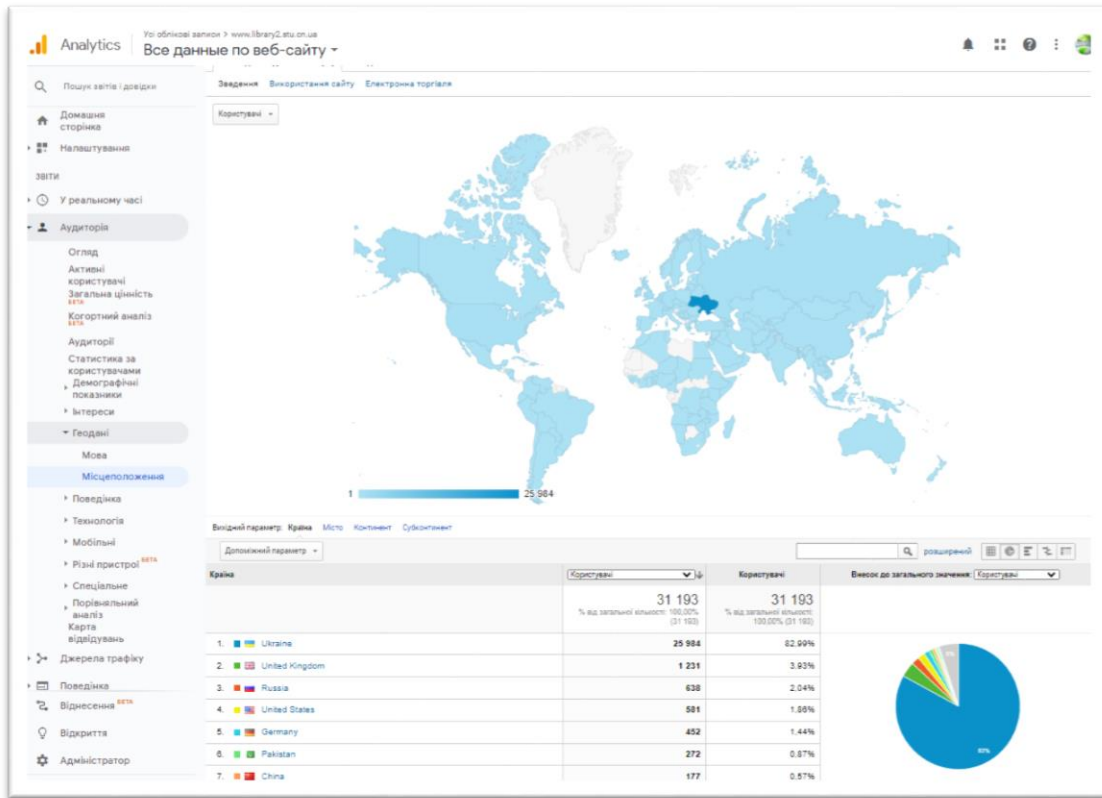 Усі облікові записи > www.library2.stu.cn.ua
Analytics
Все данные по веб-сайту
Пошук звітів і довідки
Домашня
сторінка
Налаштування
ЗВІТИ
У реальному часі
Аудиторія
Огляд
Активні
користувачі
Загальна цінність
BETA
Когортний аналіз
BETA
Аудиторії
Статистика за
користувачами
Демографічні
показники
Інтереси
Геодані
Мова
Місцеположення
Поведінка
Технологія
Мобільні
Різні пристрої BETA
Спеціальне
Порівняльний
аналіз
Карта
відвідувань
Джерела трафіку
Поведінка
Віднесення BETA
Відкриття
Адміністратор
Зведення Використання сайту Електронна торгівля
Користувачі
1 25 984
Вихідний параметр: Країна Місто Континент Субконтинент
Допоміжний параметр
розширений
Країна Користувачі Користувачі Внесок до загального значення: Користувачі
31 193 31 193
% від загальної кількості: 100,00% % від загальної кількості:
(31 193) 100,00% (31 193)
1. Ukraine 25 984 82.99%
2. United Kingdom 1 231 3.93%
3. Russia 638 2.04%
4. United States 581 1.86%
5. Germany 452 1.44%
6. Pakistan 272 0.87%
7. China 177 0.57%